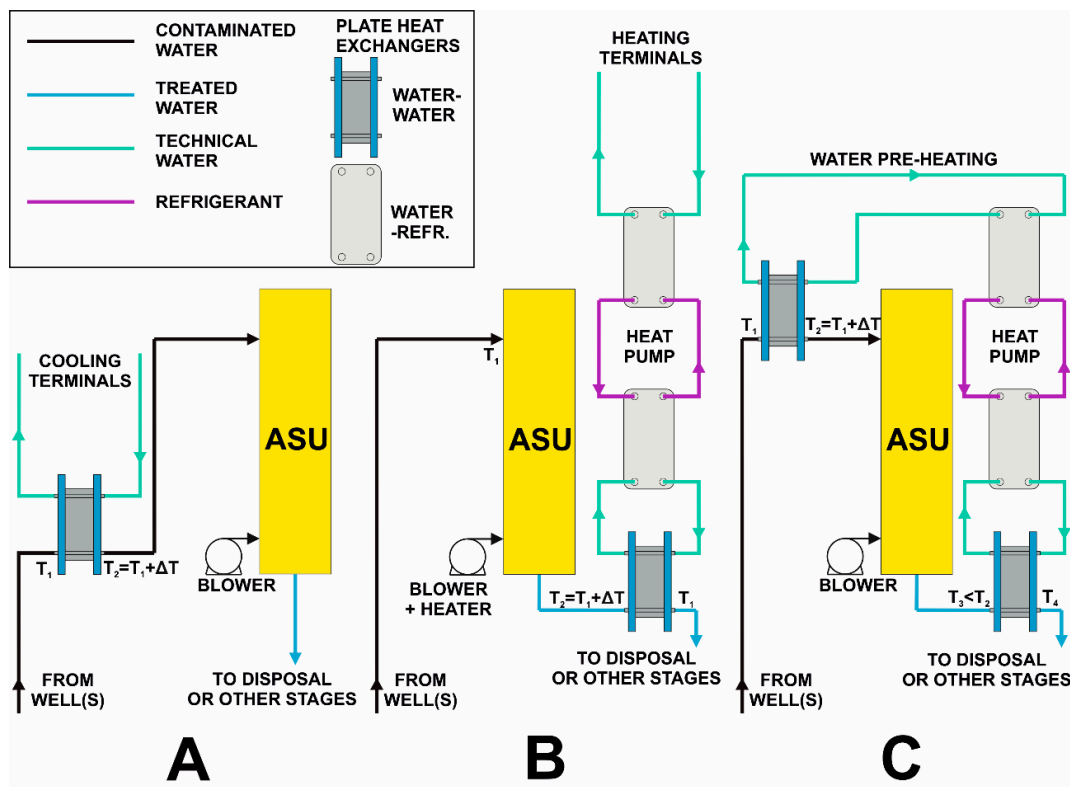 CONTAMINATED
WATER
TREATED
WATER
TECHNICAL
WATER
REFRIGERANT
PLATE HEAT
EXCHANGERS
WATER-
WATER
WATER
-REFR.
COOLING
TERMINALS
ASU
T₁
T₂=T₁+ΔT
BLOWER
FROM
WELL(S)
TO DISPOSAL
OR OTHER STAGES
A
HEATING
TERMINALS
HEAT
PUMP
T₁
ASU
BLOWER
+ HEATER
T₂=T₁+ΔT
T₁
FROM
WELL(S)
TO DISPOSAL
OR OTHER STAGES
B
WATER PRE-HEATING
T₁
T₂=T₁+ΔT
HEAT
PUMP
ASU
BLOWER
T₃<T₂
T₄
FROM
WELL(S)
TO DISPOSAL
OR OTHER STAGES
C